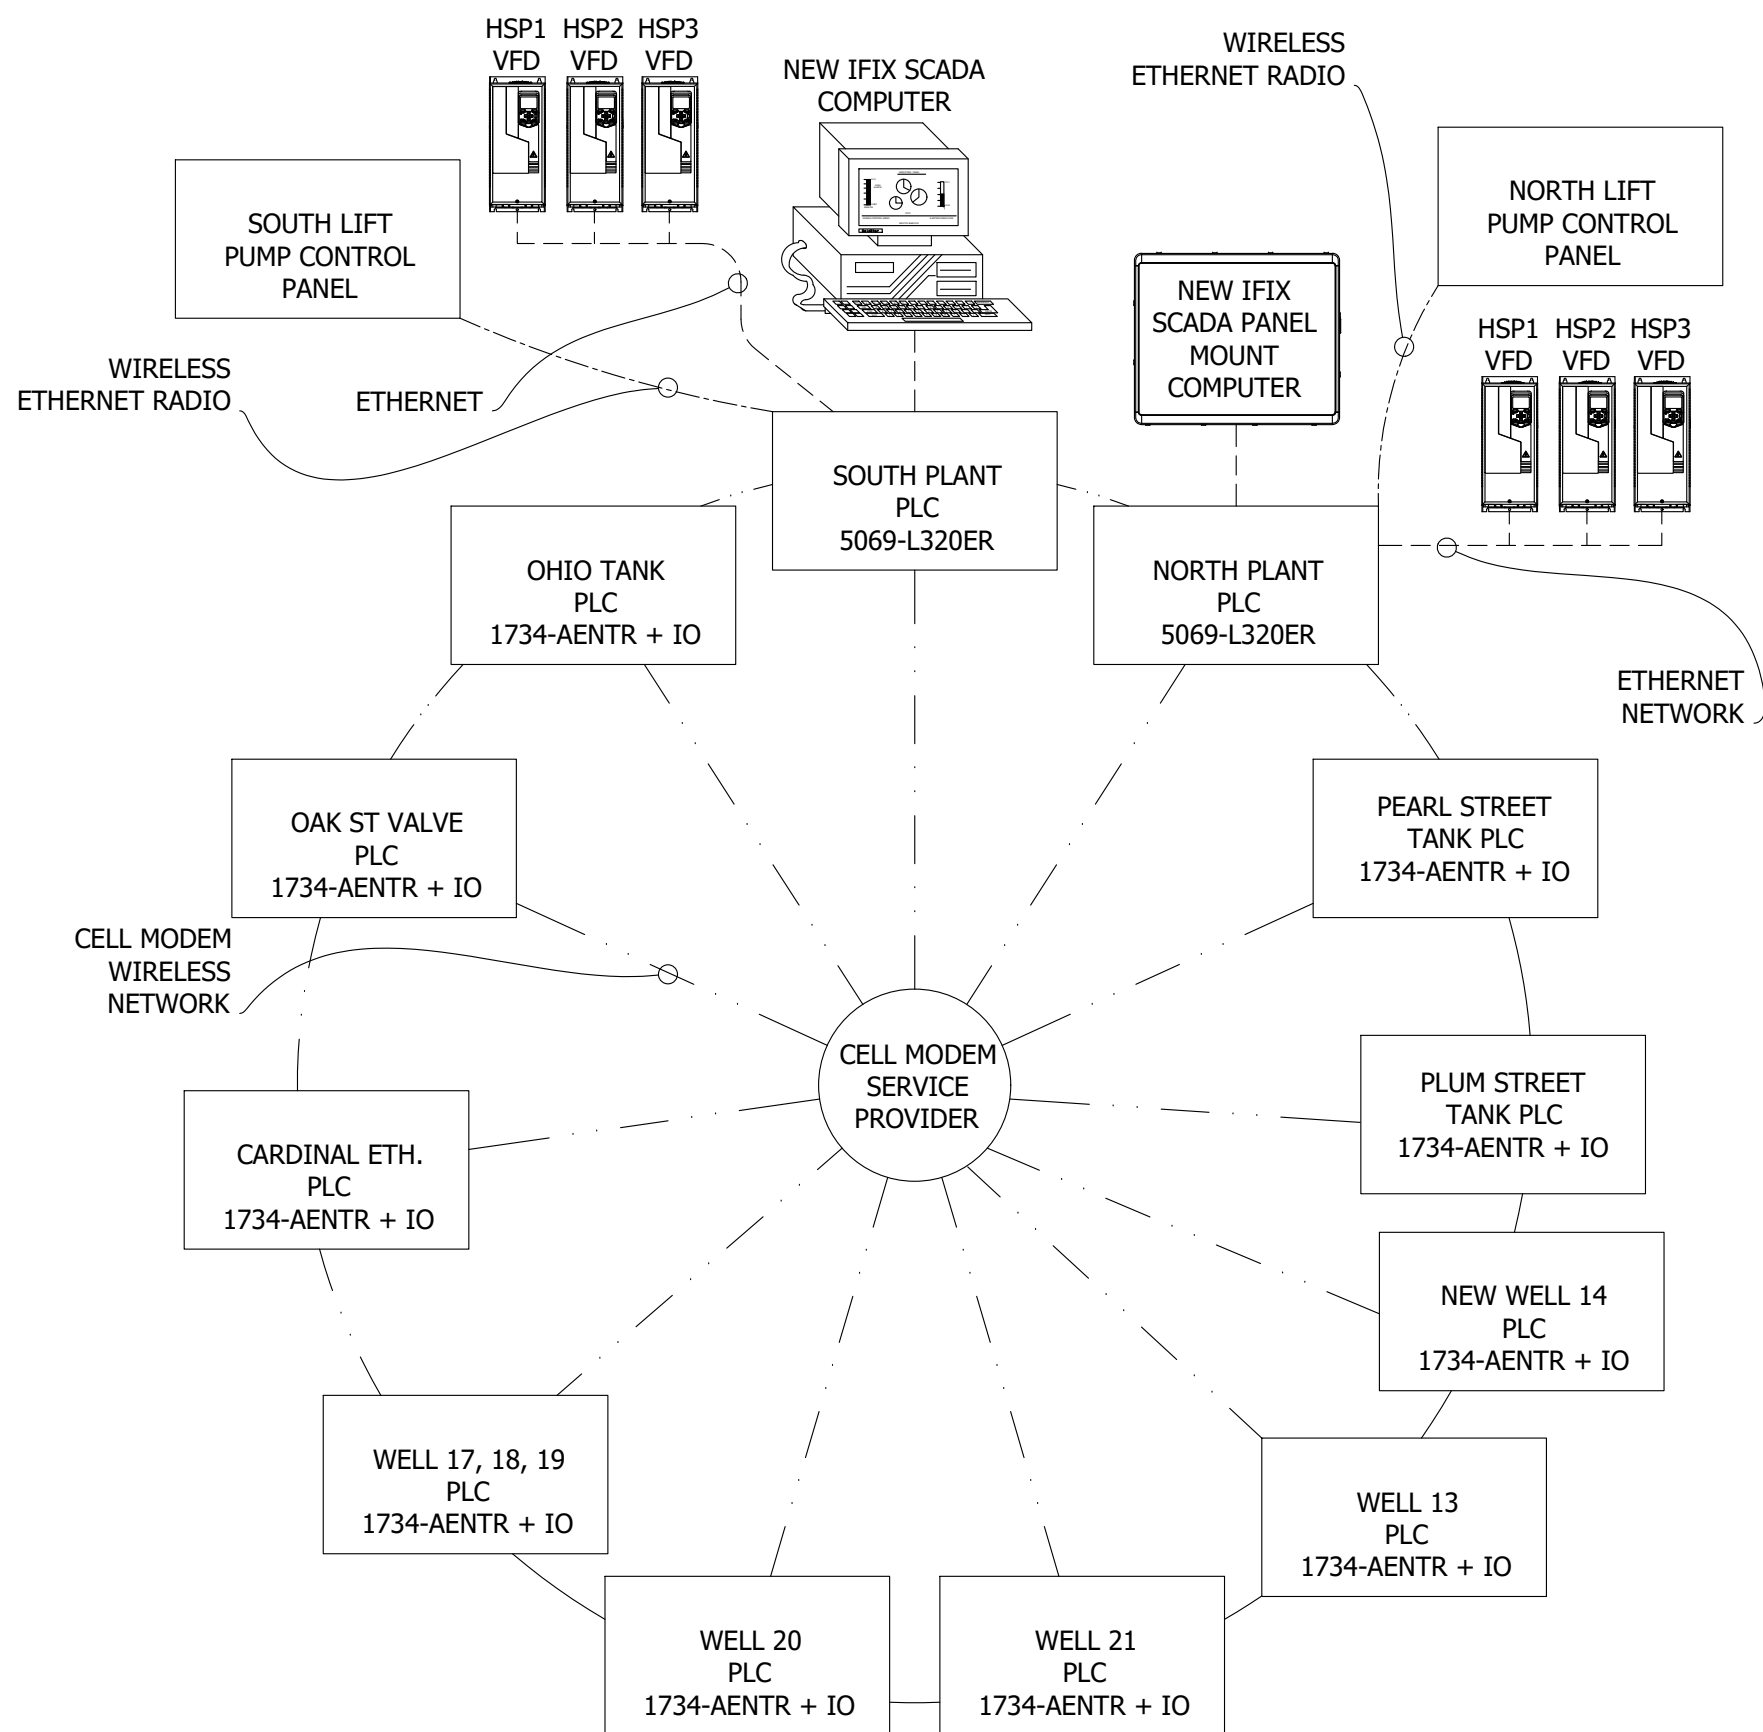 HSP1 HSP2 HSP3
VFD VFD VFD
NEW IFIX SCADA
COMPUTER
WIRELESS
ETHERNET RADIO
SOUTH LIFT
PUMP CONTROL
PANEL
NORTH LIFT
PUMP CONTROL
PANEL
NEW IFIX
SCADA PANEL
MOUNT
COMPUTER
HSP1 HSP2 HSP3
VFD VFD VFD
WIRELESS
ETHERNET RADIO
ETHERNET
SOUTH PLANT
PLC
5069-L320ER
OHIO TANK
PLC
1734-AENTR + IO
NORTH PLANT
PLC
5069-L320ER
ETHERNET
NETWORK
OAK ST VALVE
PLC
1734-AENTR + IO
PEARL STREET
TANK PLC
1734-AENTR + IO
CELL MODEM
WIRELESS
NETWORK
CELL MODEM
SERVICE
PROVIDER
PLUM STREET
TANK PLC
1734-AENTR + IO
CARDINAL ETH.
PLC
1734-AENTR + IO
NEW WELL 14
PLC
1734-AENTR + IO
WELL 17, 18, 19
PLC
1734-AENTR + IO
WELL 13
PLC
1734-AENTR + IO
WELL 20
PLC
1734-AENTR + IO
WELL 21
PLC
1734-AENTR + IO